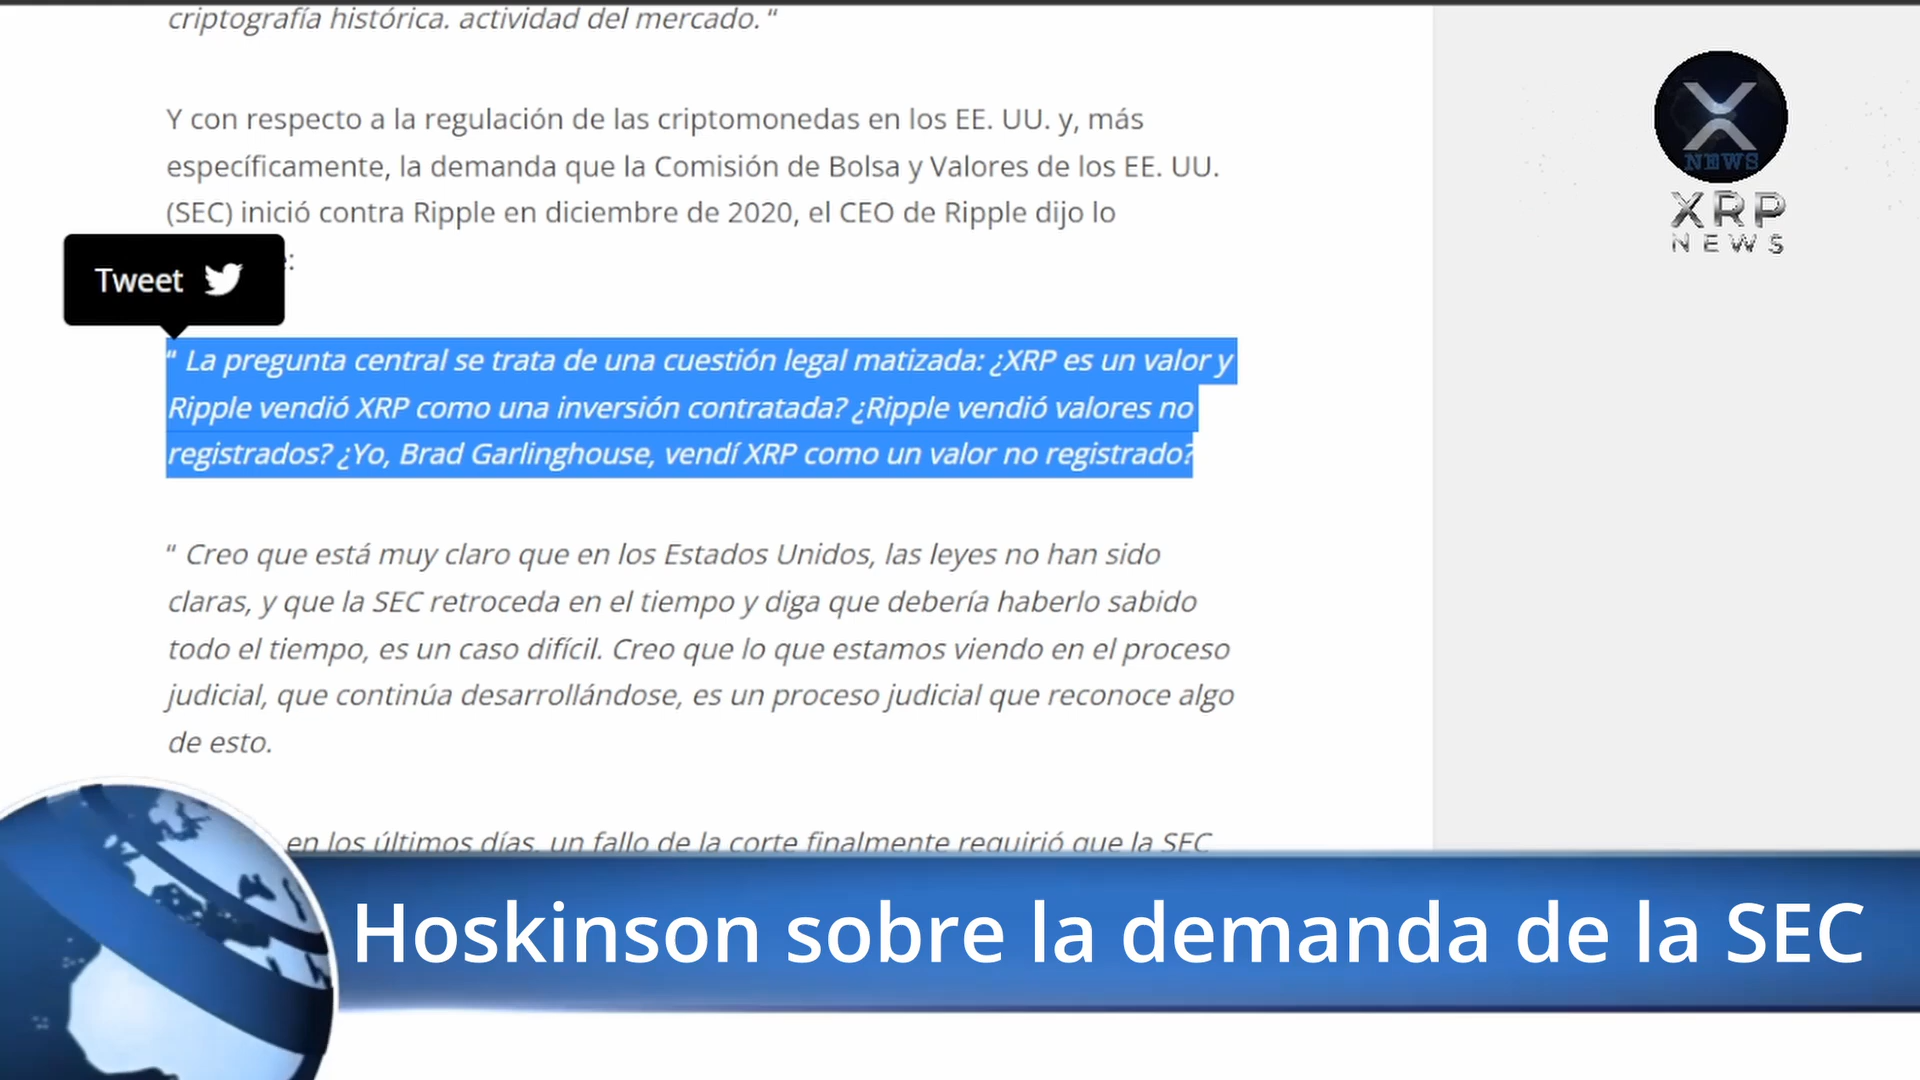 criptografía histórica. actividad del mercado. “
Y con respecto a la regulación de las criptomonedas en los EE. UU. y, más
específicamente, la demanda que la Comisión de Bolsa y Valores de los EE. UU.
(SEC) inició contra Ripple en diciembre de 2020, el CEO de Ripple dijo lo
:
Tweet
“ La pregunta central se trata de una cuestión legal matizada: ¿XRP es un valor y
Ripple vendió XRP como una inversión contratada? ¿Ripple vendió valores no
registrados? ¿Yo, Brad Garlinghouse, vendí XRP como un valor no registrado?
“ Creo que está muy claro que en los Estados Unidos, las leyes no han sido
claras, y que la SEC retroceda en el tiempo y diga que debería haberlo sabido
todo el tiempo, es un caso difícil. Creo que lo que estamos viendo en el proceso
judicial, que continúa desarrollándose, es un proceso judicial que reconoce algo
de esto.
en los últimos días, un fallo de la corte finalmente requirió que la SEC
Hoskinson sobre la demanda de la SEC
X
NEWS
XRP
NEWS